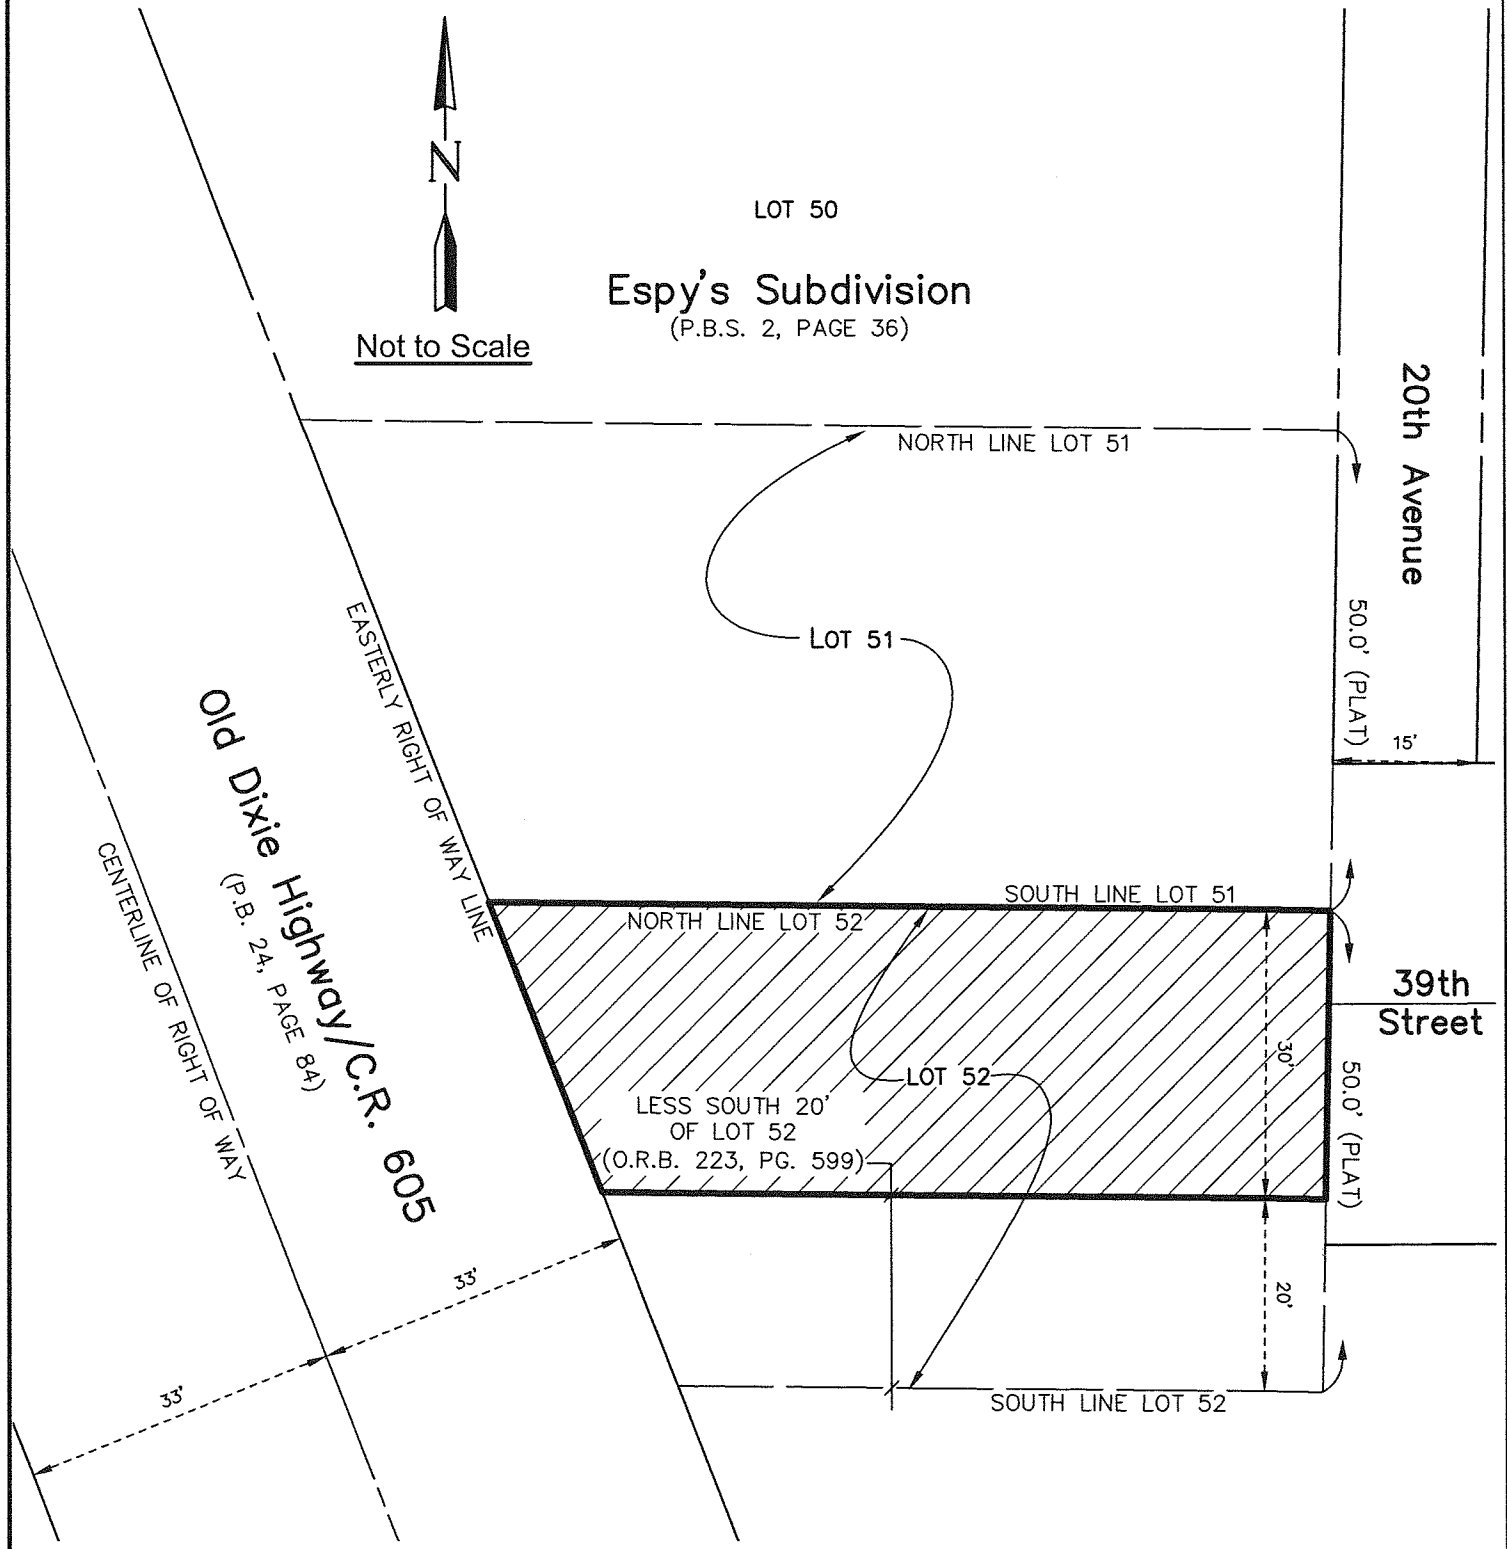 N
Not to Scale
LOT 50
Espy's Subdivision
(P.B.S. 2, PAGE 36)
20th Avenue
NORTH LINE LOT 51
50.0' (PLAT)
15'
LOT 51
EASTERLY RIGHT OF WAY LINE
Old Dixie Highway/C.R. 605
(P.B. 24, PAGE 84)
CENTERLINE OF RIGHT OF WAY
SOUTH LINE LOT 51
NORTH LINE LOT 52
39th
Street
30'
50.0' (PLAT)
LOT 52
LESS SOUTH 20'
OF LOT 52
(O.R.B. 223, PG. 599)
33'
33'
20'
SOUTH LINE LOT 52